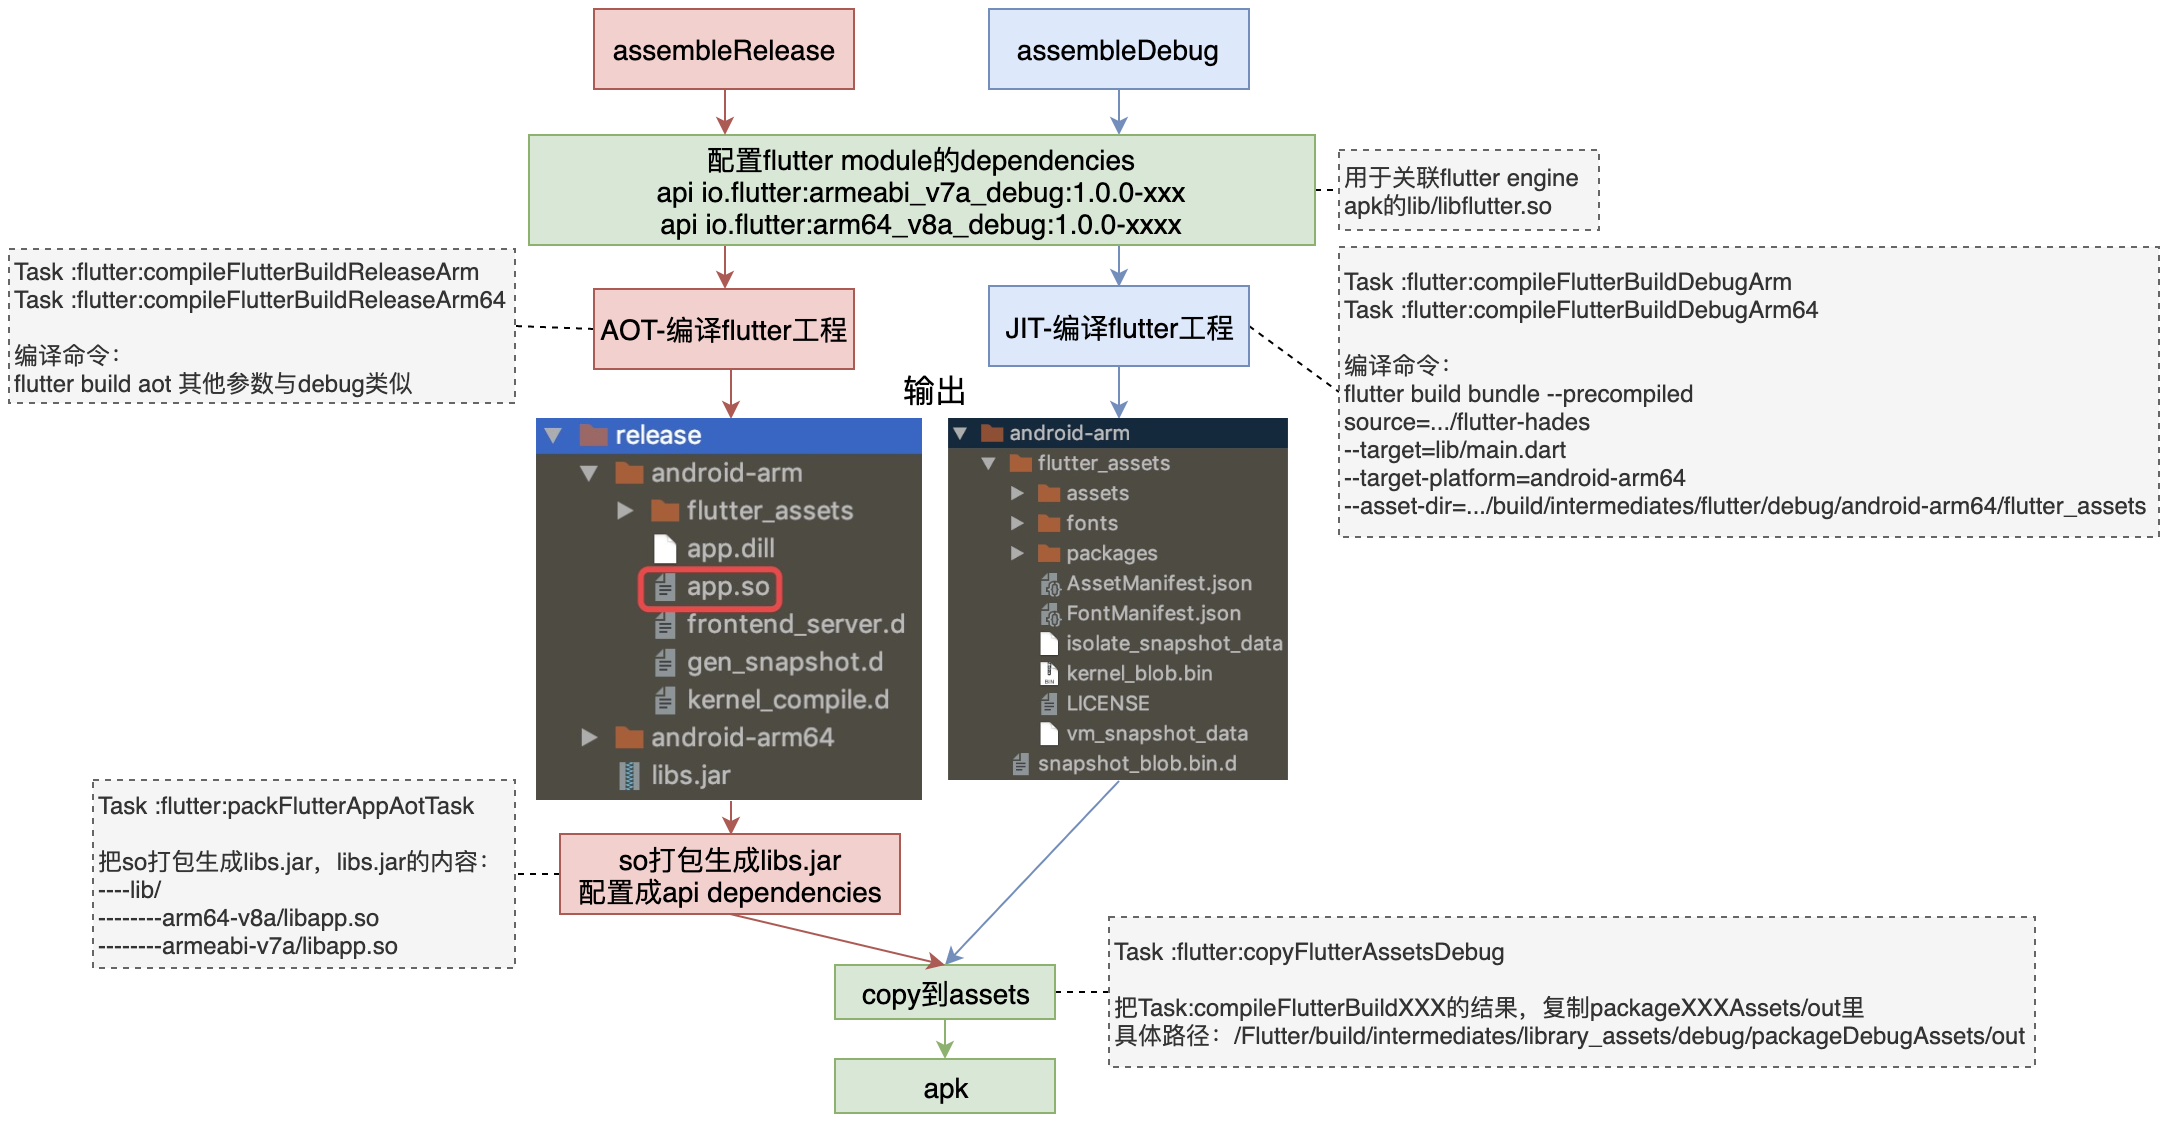 assembleRelease
assembleDebug
配置flutter module的dependencies
api io.flutter:armeabi_v7a_debug:1.0.0-xxx
api io.flutter:arm64_v8a_debug:1.0.0-xxxx
用于关联flutter engine
apk的lib/libflutter.so
Task :flutter:compileFlutterBuildReleaseArm
Task :flutter:compileFlutterBuildReleaseArm64
编译命令：
flutter build aot 其他参数与debug类似
AOT-编译flutter工程
JIT-编译flutter工程
Task :flutter:compileFlutterBuildDebugArm
Task :flutter:compileFlutterBuildDebugArm64
编译命令：
flutter build bundle --precompiled
source=.../flutter-hades
--target=lib/main.dart
--target-platform=android-arm64
--asset-dir=.../build/intermediates/flutter/debug/android-arm64/flutter_assets
输出
release
android-arm
flutter_assets
app.dill
app.so
frontend_server.d
gen_snapshot.d
kernel_compile.d
android-arm64
libs.jar
android-arm
flutter_assets
assets
fonts
packages
AssetManifest.json
FontManifest.json
isolate_snapshot_data
kernel_blob.bin
LICENSE
vm_snapshot_data
snapshot_blob.bin.d
Task :flutter:packFlutterAppAotTask
把so打包生成libs.jar，libs.jar的内容：
----lib/
--------arm64-v8a/libapp.so
--------armeabi-v7a/libapp.so
so打包生成libs.jar
配置成api dependencies
copy到assets
Task :flutter:copyFlutterAssetsDebug
把Task:compileFlutterBuildXXX的结果，复制packageXXXAssets/out里
具体路径：/Flutter/build/intermediates/library_assets/debug/packageDebugAssets/out
apk